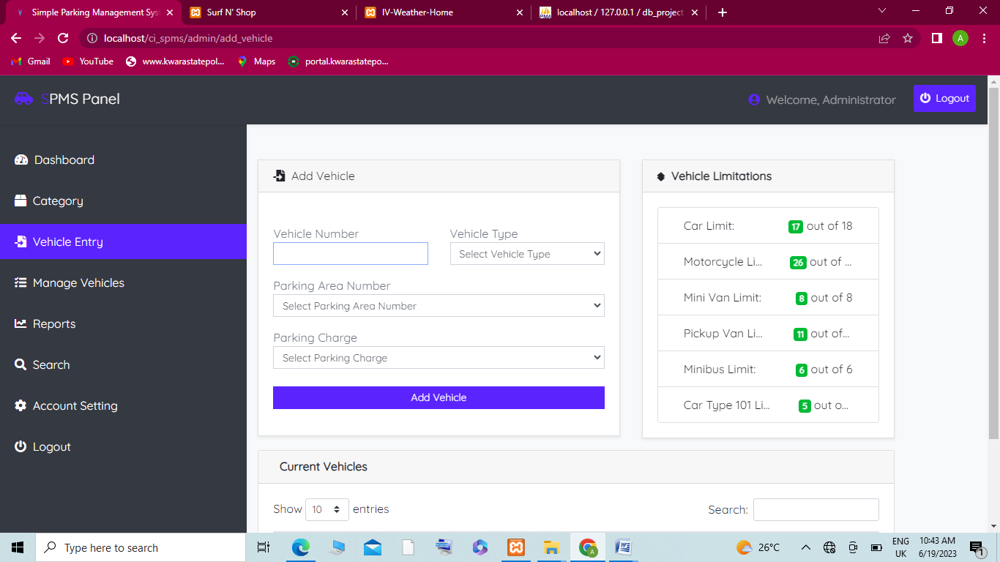 Simple Parking Management Sys
Surf N' Shop
IV-Weather-Home
localhost / 127.0.0.1 / db_project
localhost/ci_spms/admin/add_vehicle
A
Gmail
YouTube
www.kwarastatepol...
Maps
portal.kwarastatepo...
SPMS Panel
Welcome, Administrator
Logout
Dashboard
Category
Vehicle Entry
Manage Vehicles
Reports
Search
Account Setting
Logout
Add Vehicle
Vehicle Number
Vehicle Type
Select Vehicle Type
Parking Area Number
Select Parking Area Number
Parking Charge
Select Parking Charge
Add Vehicle
Vehicle Limitations
Car Limit: 17 out of 18
Motorcycle Li... 26 out of ...
Mini Van Limit: 8 out of 8
Pickup Van Li... 11 out of...
Minibus Limit: 6 out of 6
Car Type 101 Li... 5 out o...
Current Vehicles
Show 10 entries
Search:
Type here to search
26°C
ENG
UK
10:43 AM
6/19/2023
1